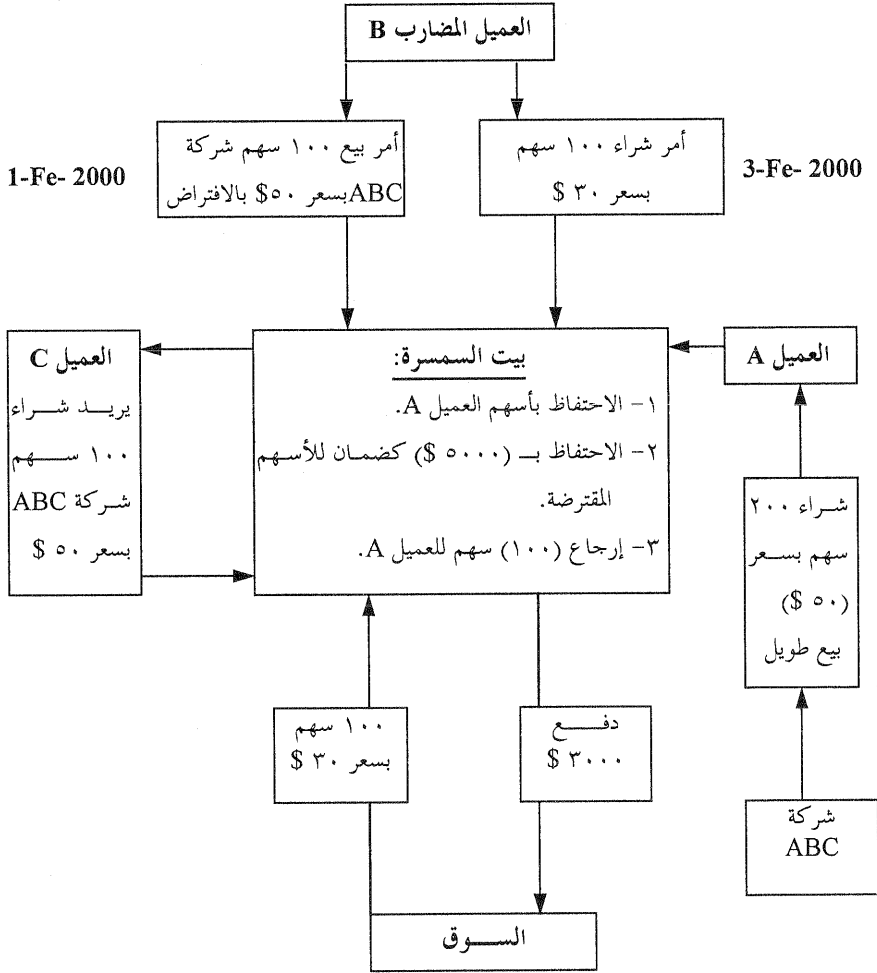 العميل المضارب B
أمر بيع ١٠٠ سهم شركة
ABC بسعر ٥٠$ بالافتراض
أمر شراء ١٠٠ سهم
بسعر ٣٠ $
1-Fe- 2000
3-Fe- 2000
العميل C
يريد شراء
١٠٠ سهم
شركة ABC
بسعر ٥٠ $
بيت السمسرة:
١- الاحتفاظ بأسهم العميل A.
٢- الاحتفاظ بـ (٥٠٠٠ $) كضمان للأسهم
المقترضة.
٣- إرجاع (١٠٠) سهم للعميل A.
العميل A
شراء ٢٠٠
سهم بسعر
(٥٠ $)
بيع طويل
شركة
ABC
١٠٠ سهم
بسعر ٣٠ $
دفع
٣٠٠٠ $
السوق